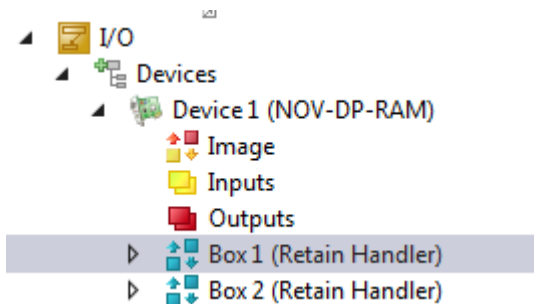 I/O
Devices
Device 1 (NOV-DP-RAM)
Image
Inputs
Outputs
Box 1 (Retain Handler)
Box 2 (Retain Handler)